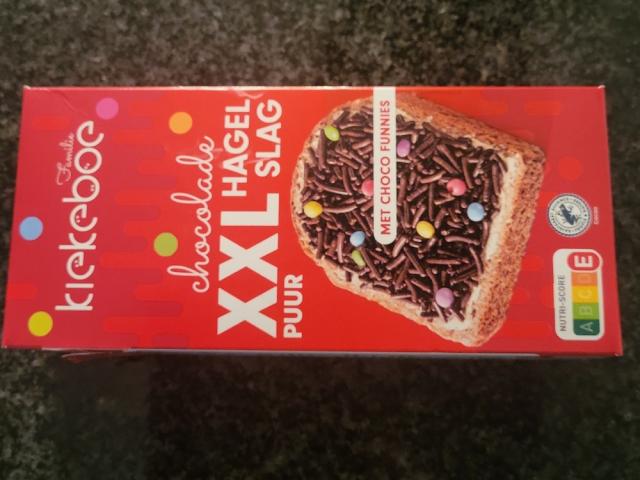 Familie
kiekeboe
chocolade
XXL HAGEL
SLAG
PUUR
MET CHOCO FUNNIES
NUTRI-SCORE
A B C D E